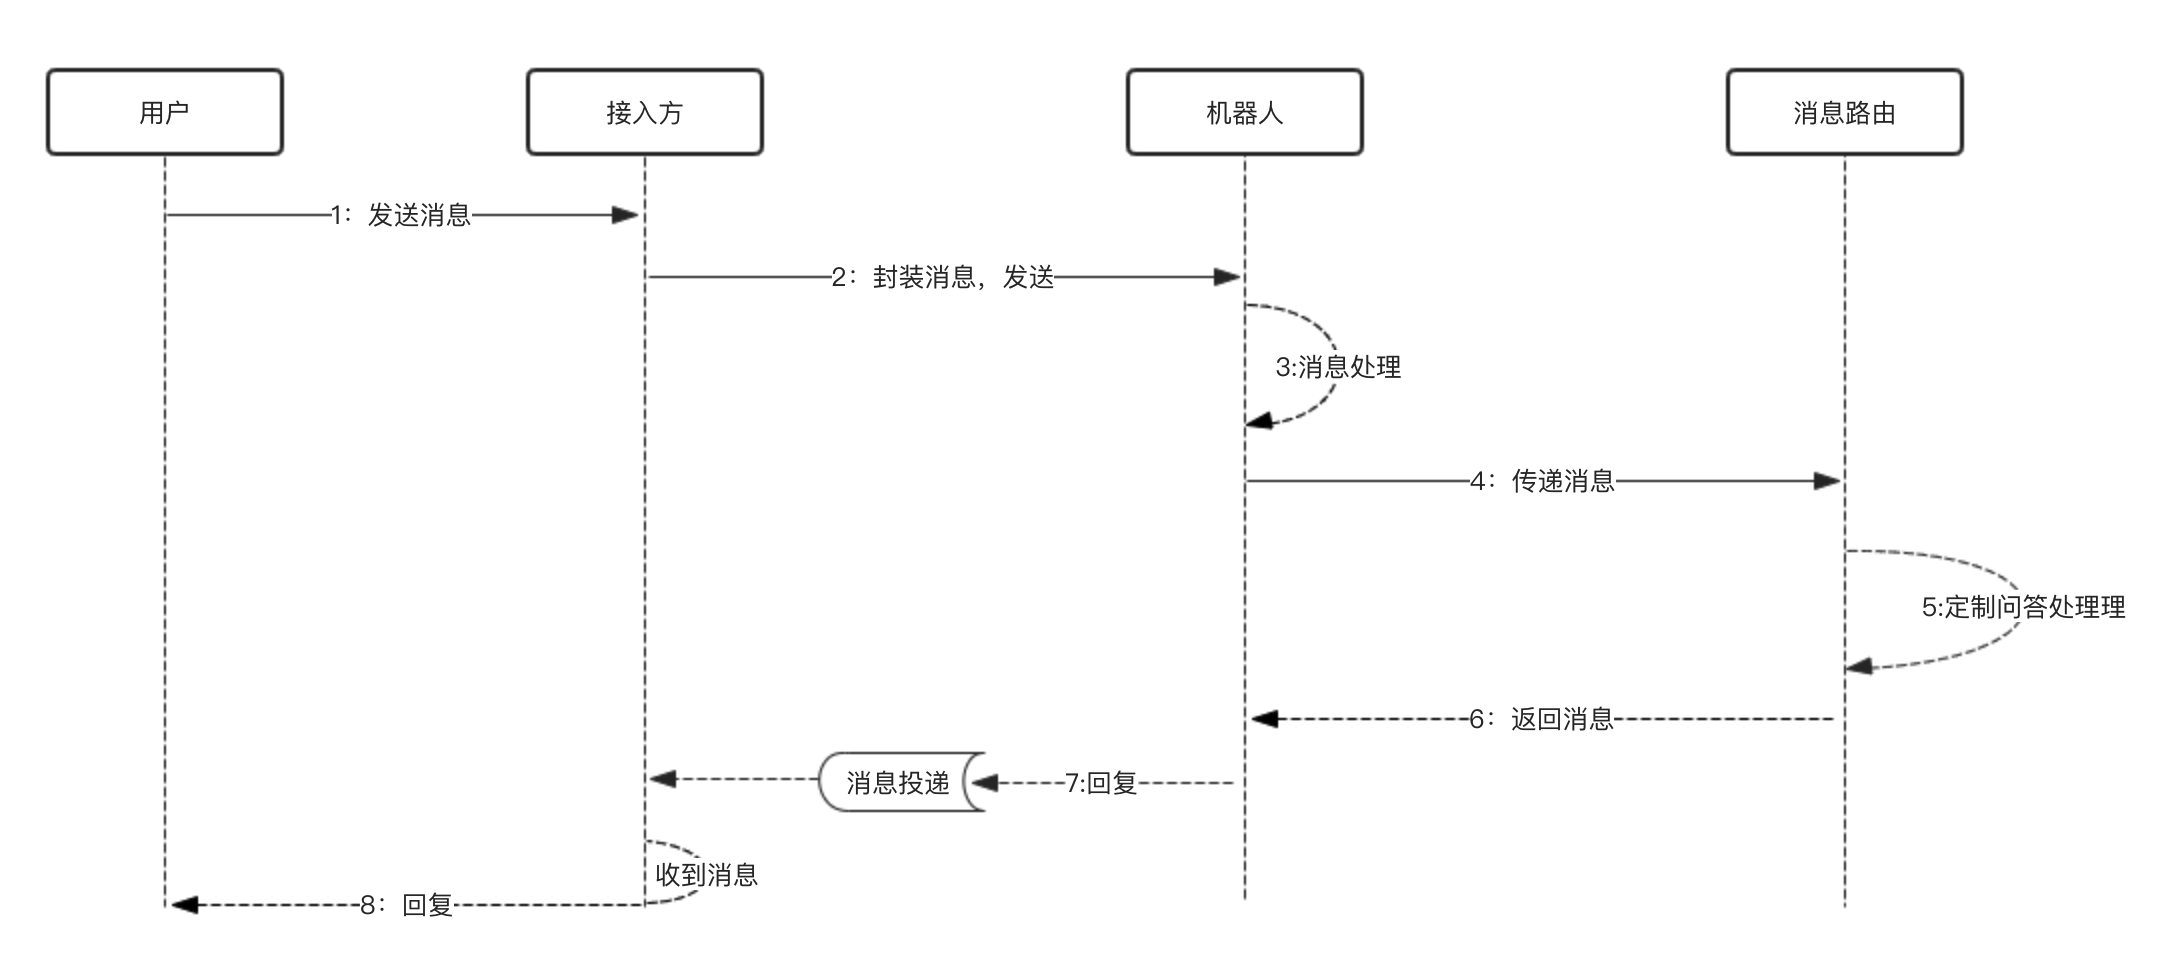 用户
接入方
机器人
消息路由
1：发送消息
2：封装消息，发送
3:消息处理
4：传递消息
5:定制问答处理理
6：返回消息
消息投递
7:回复
收到消息
8：回复